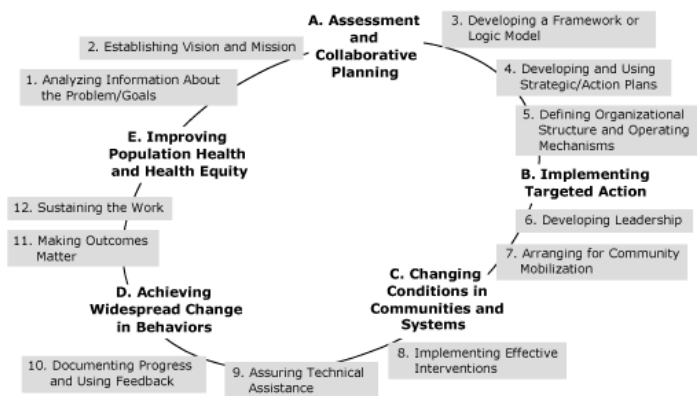 A. Assessment
and
Collaborative
Planning
3. Developing a Framework or
Logic Model
4. Developing and Using
Strategic/Action Plans
5. Defining Organizational
Structure and Operating
Mechanisms
B. Implementing
Targeted Action
6. Developing Leadership
7. Arranging for Community
Mobilization
C. Changing
Conditions in
Communities and
Systems
8. Implementing Effective
Interventions
9. Assuring Technical
Assistance
10. Documenting Progress
and Using Feedback
D. Achieving
Widespread Change
in Behaviors
11. Making Outcomes
Matter
12. Sustaining the Work
E. Improving
Population Health
and Health Equity
1. Analyzing Information About
the Problem/Goals
2. Establishing Vision and Mission